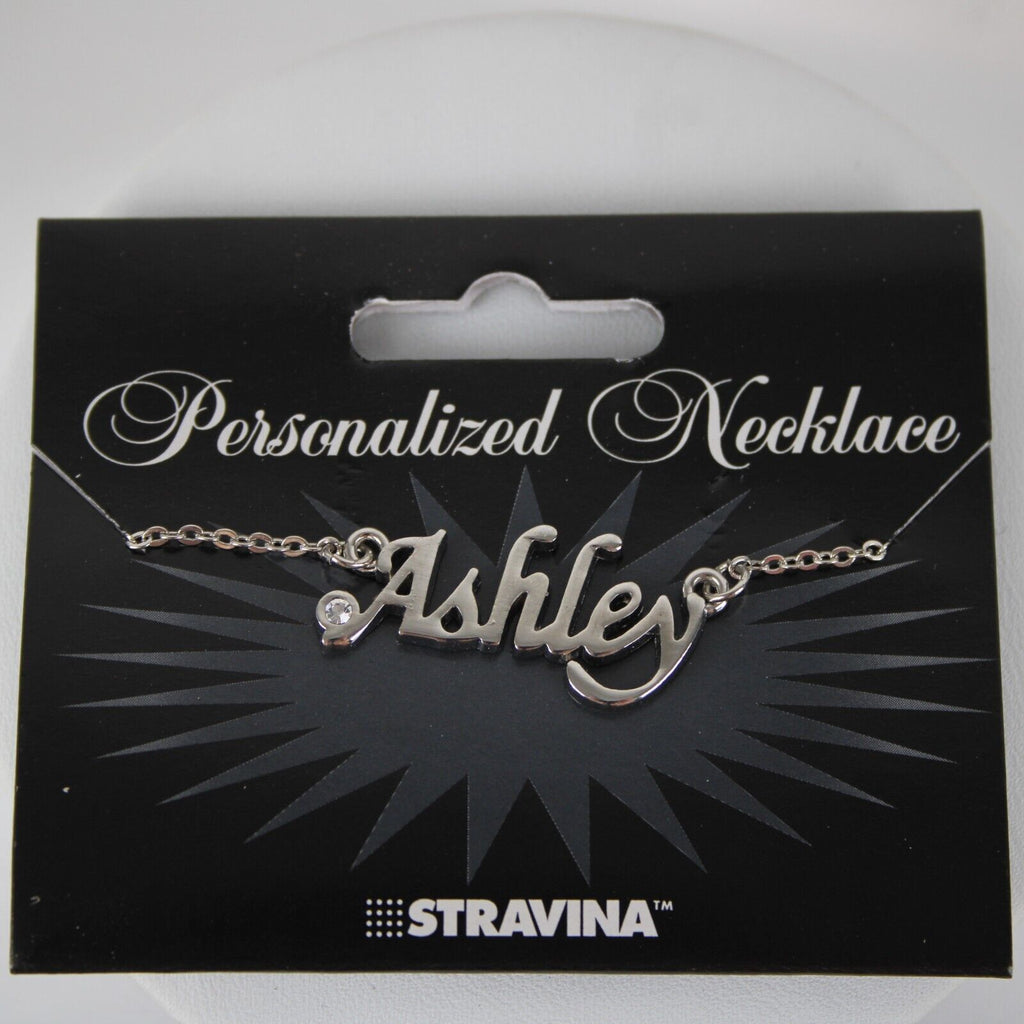 Personalized Necklace
Ashley
STRAVINA™